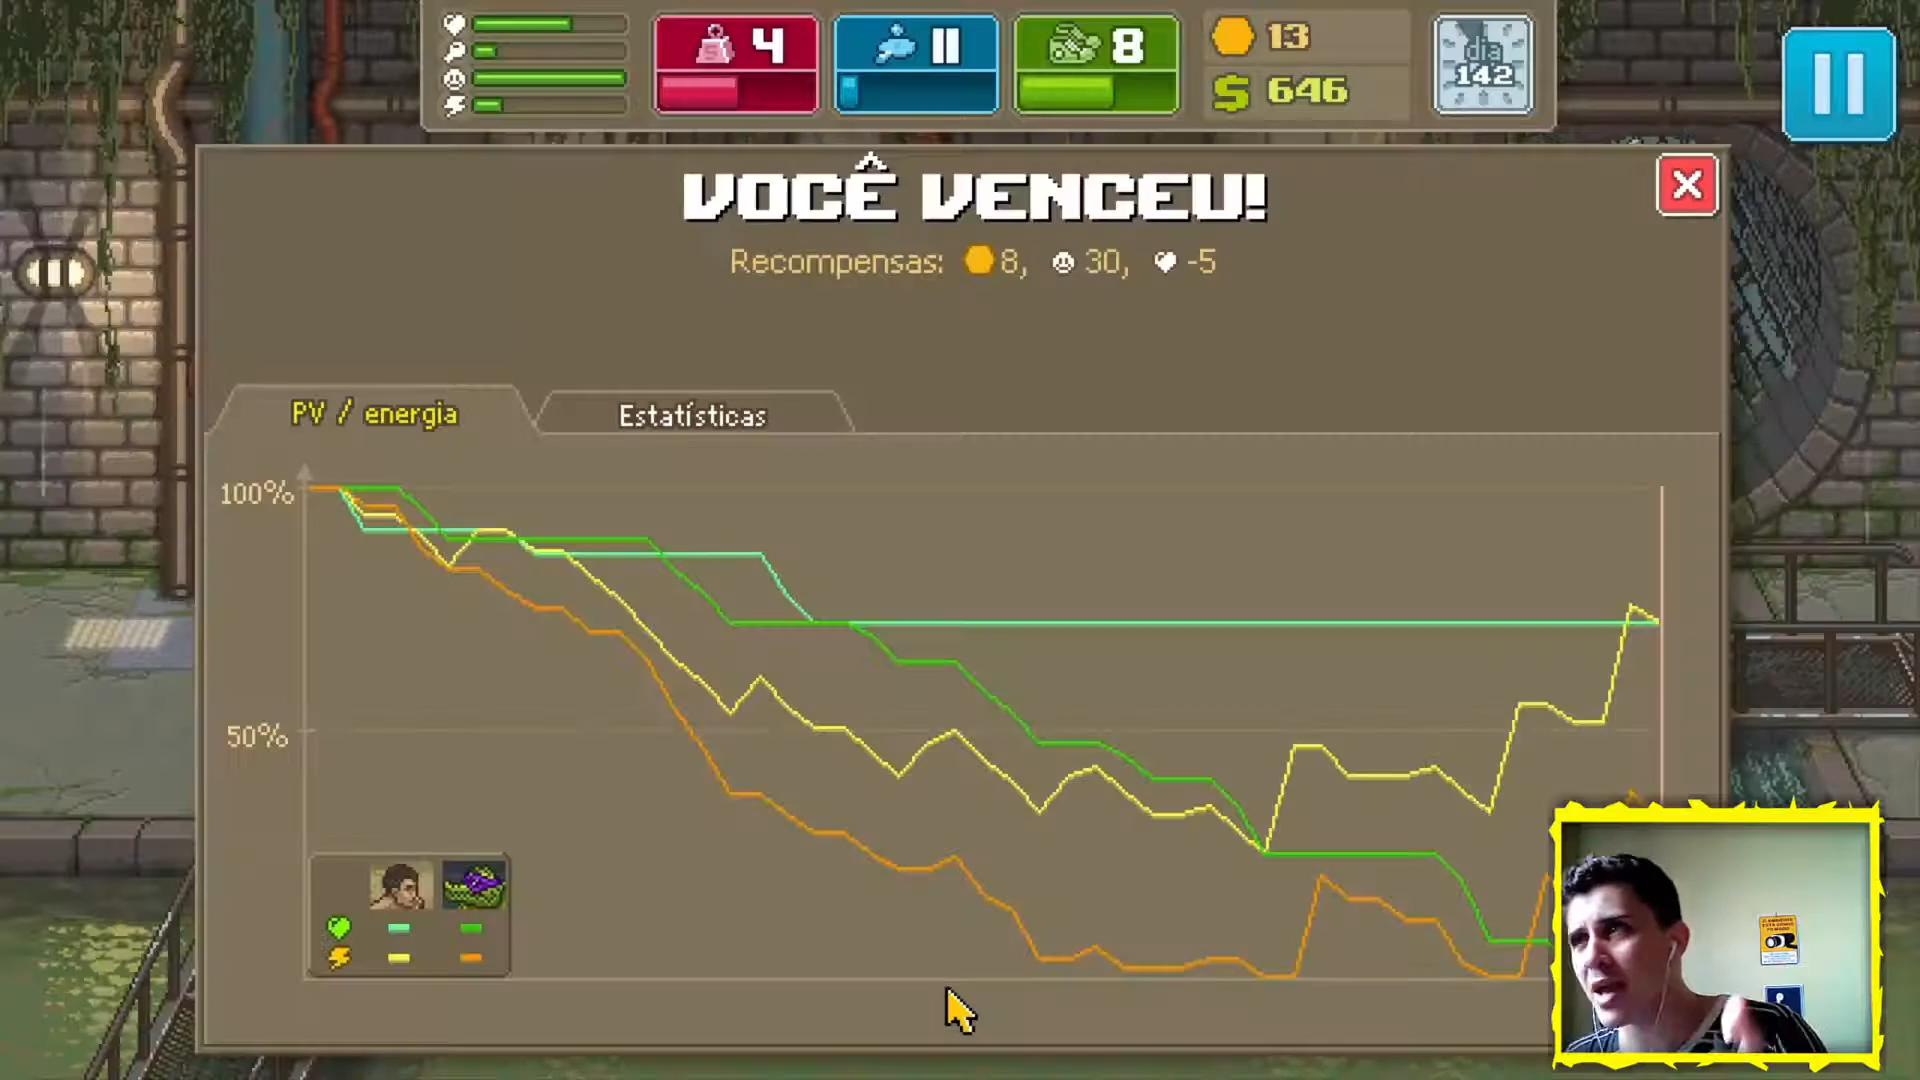 4
11
8
13
$ 646
dia
142
VOCÊ VENCEU!
Recompensas: 8, 30, -5
PV / energia
Estatísticas
100%
50%